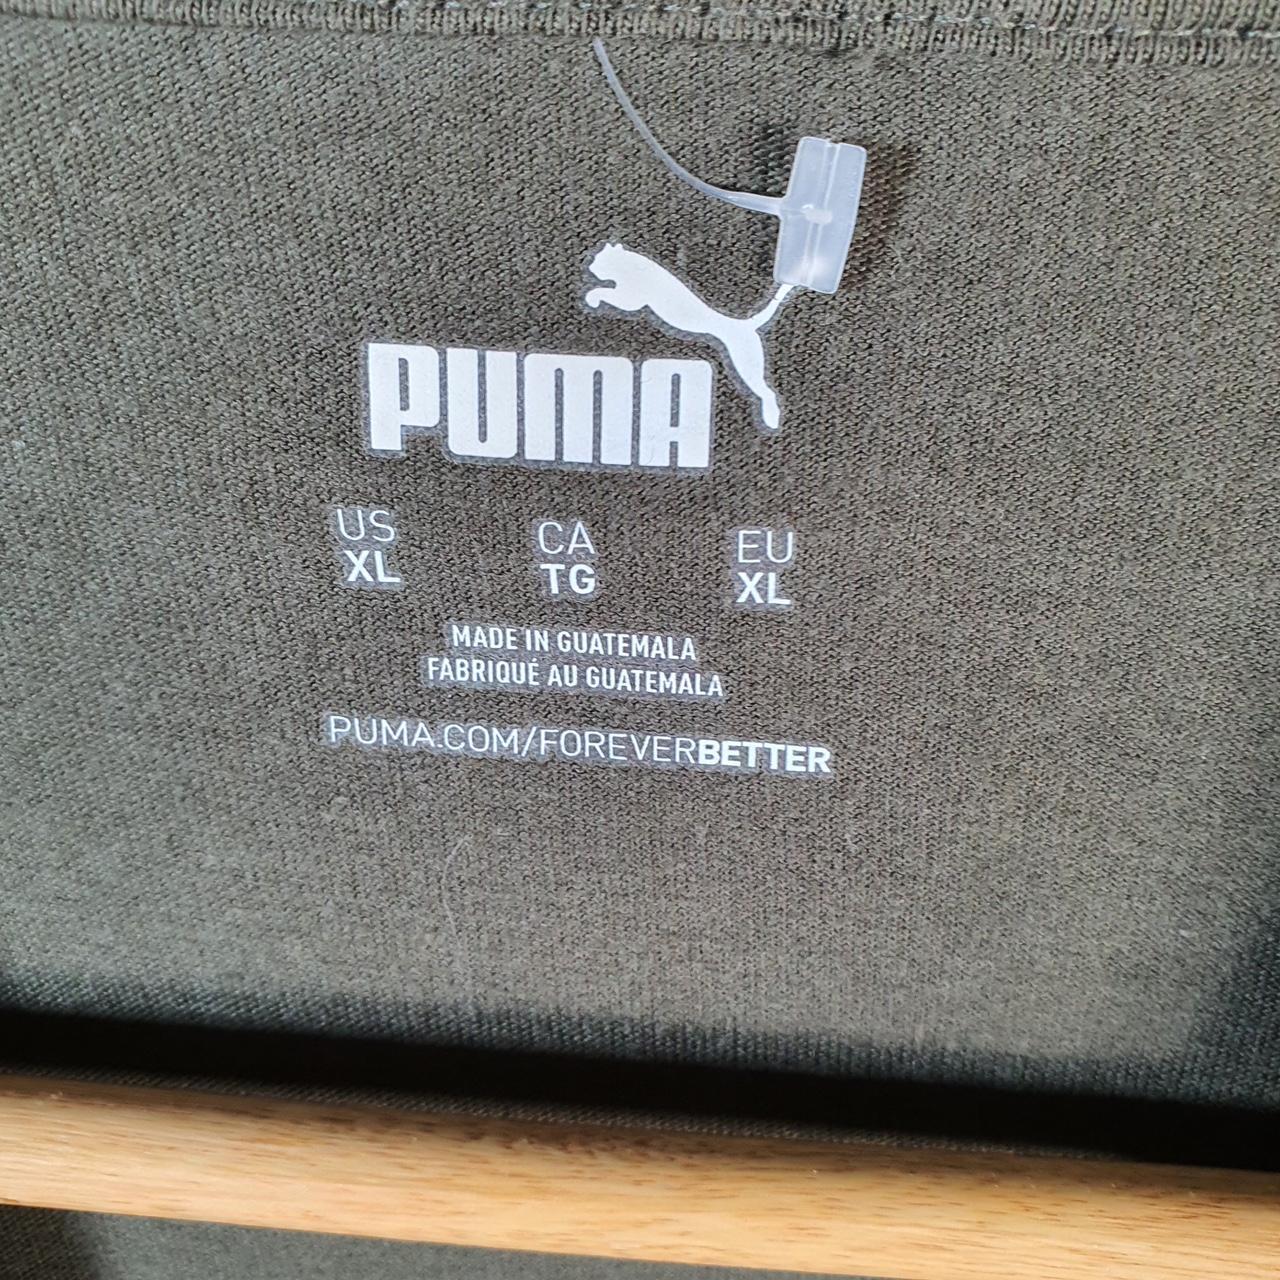 PUMA
US CA EU
XL TG XL
MADE IN GUATEMALA
FABRIQUÉ AU GUATEMALA
PUMA.COM/FOREVERBETTER